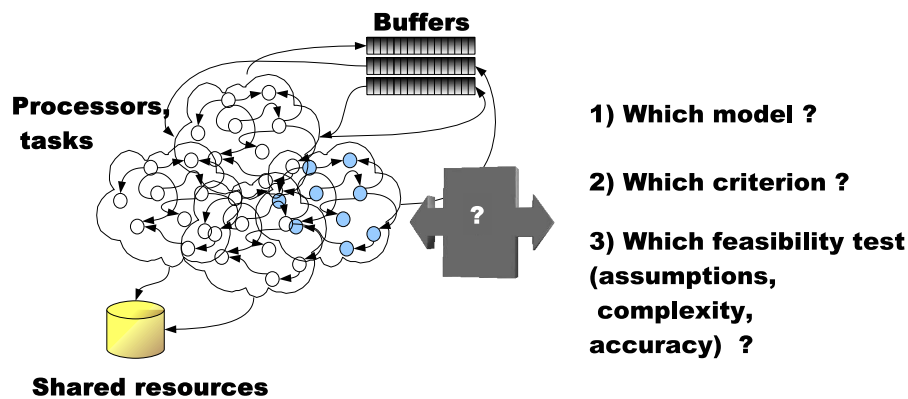 Buffers
Processors,
tasks
?
Shared resources
1) Which model ?
2) Which criterion ?
3) Which feasibility test
(assumptions,
complexity,
accuracy) ?